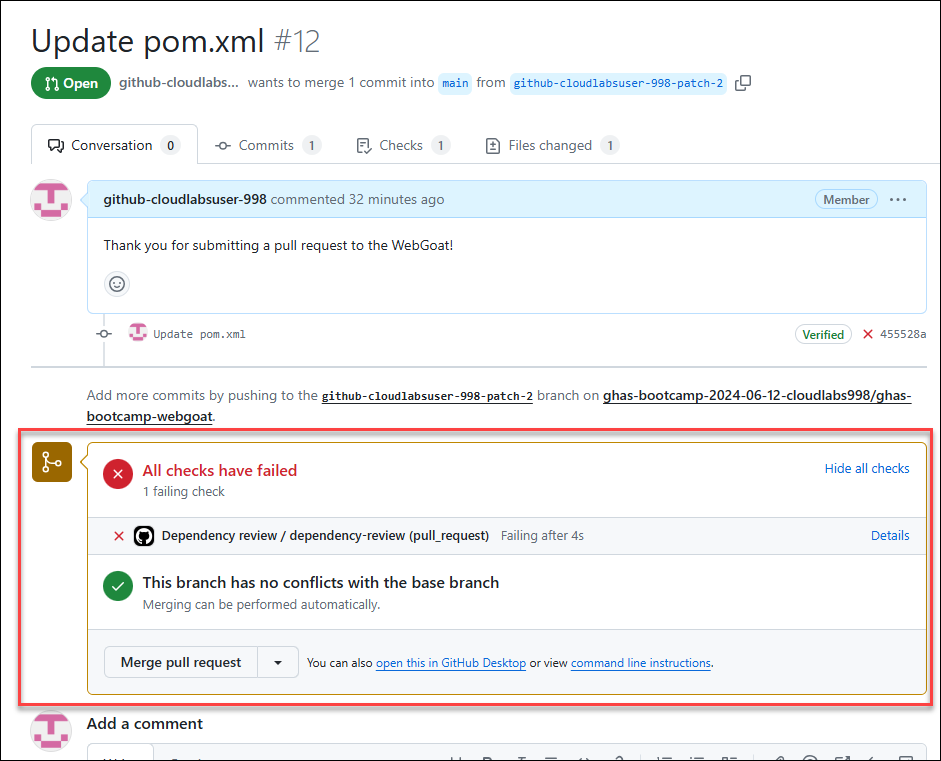 Update pom.xml #12
Open github-cloudlabs... wants to merge 1 commit into main from github-cloudlabsuser-998-patch-2
Conversation 0 Commits 1 Checks 1 Files changed 1
github-cloudlabsuser-998 commented 32 minutes ago Member
Thank you for submitting a pull request to the WebGoat!
Update pom.xml Verified 455528a
Add more commits by pushing to the github-cloudlabsuser-998-patch-2 branch on ghas-bootcamp-2024-06-12-cloudlabs998/ghas-
bootcamp-webgoat.
All checks have failed Hide all checks
1 failing check
Dependency review / dependency-review (pull_request) Failing after 4s Details
This branch has no conflicts with the base branch
Merging can be performed automatically.
Merge pull request You can also open this in GitHub Desktop or view command line instructions.
Add a comment